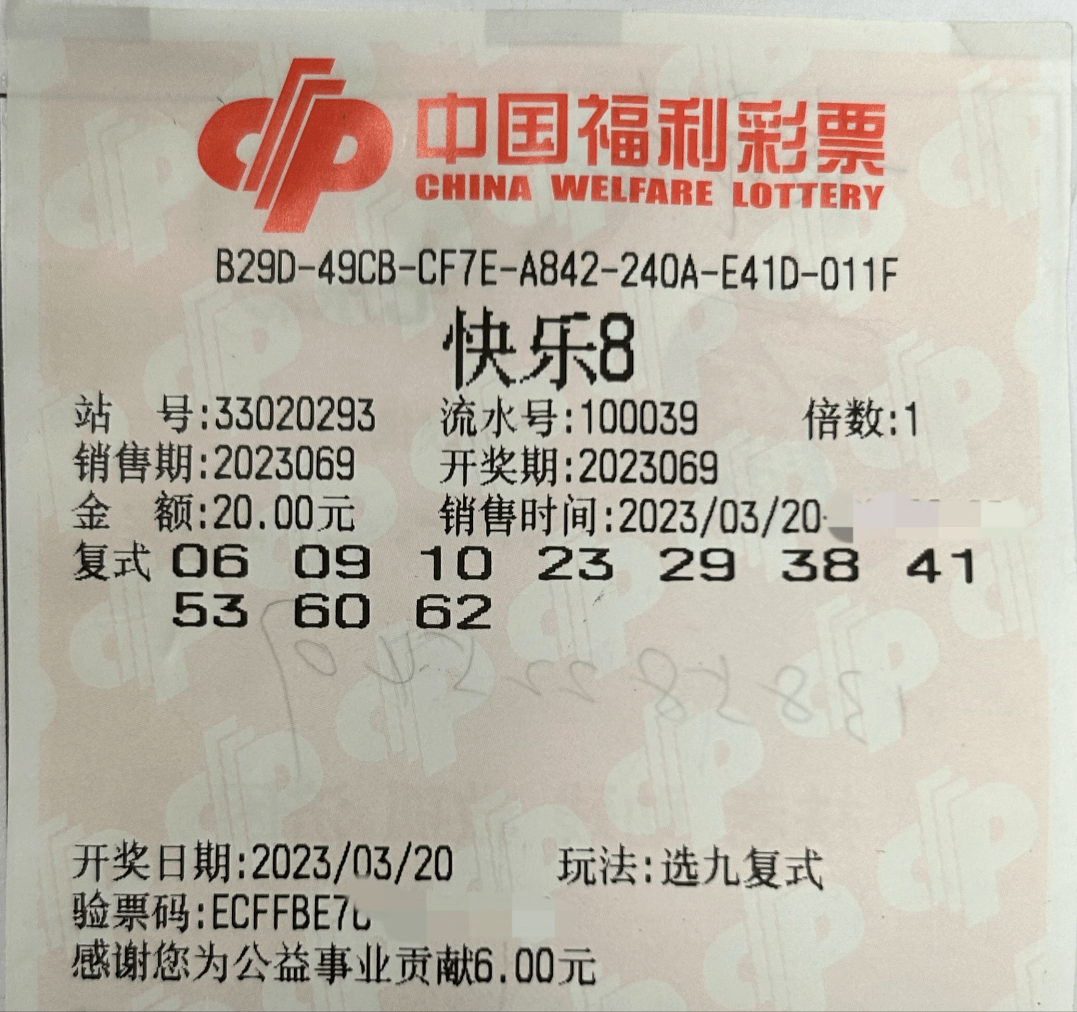 中国福利彩票
CHINA WELFARE LOTTERY
B29D-49CB-CF7E-A842-240A-E41D-011F
快乐8
站 号:33020293 流水号:100039 倍数:1
销售期:2023069 开奖期:2023069
金 额:20.00元 销售时间:2023/03/20
复式 06 09 10 23 29 38 41
53 60 62
开奖日期:2023/03/20 玩法:选九复式
验票码:ECFFBE7
感谢您为公益事业贡献6.00元